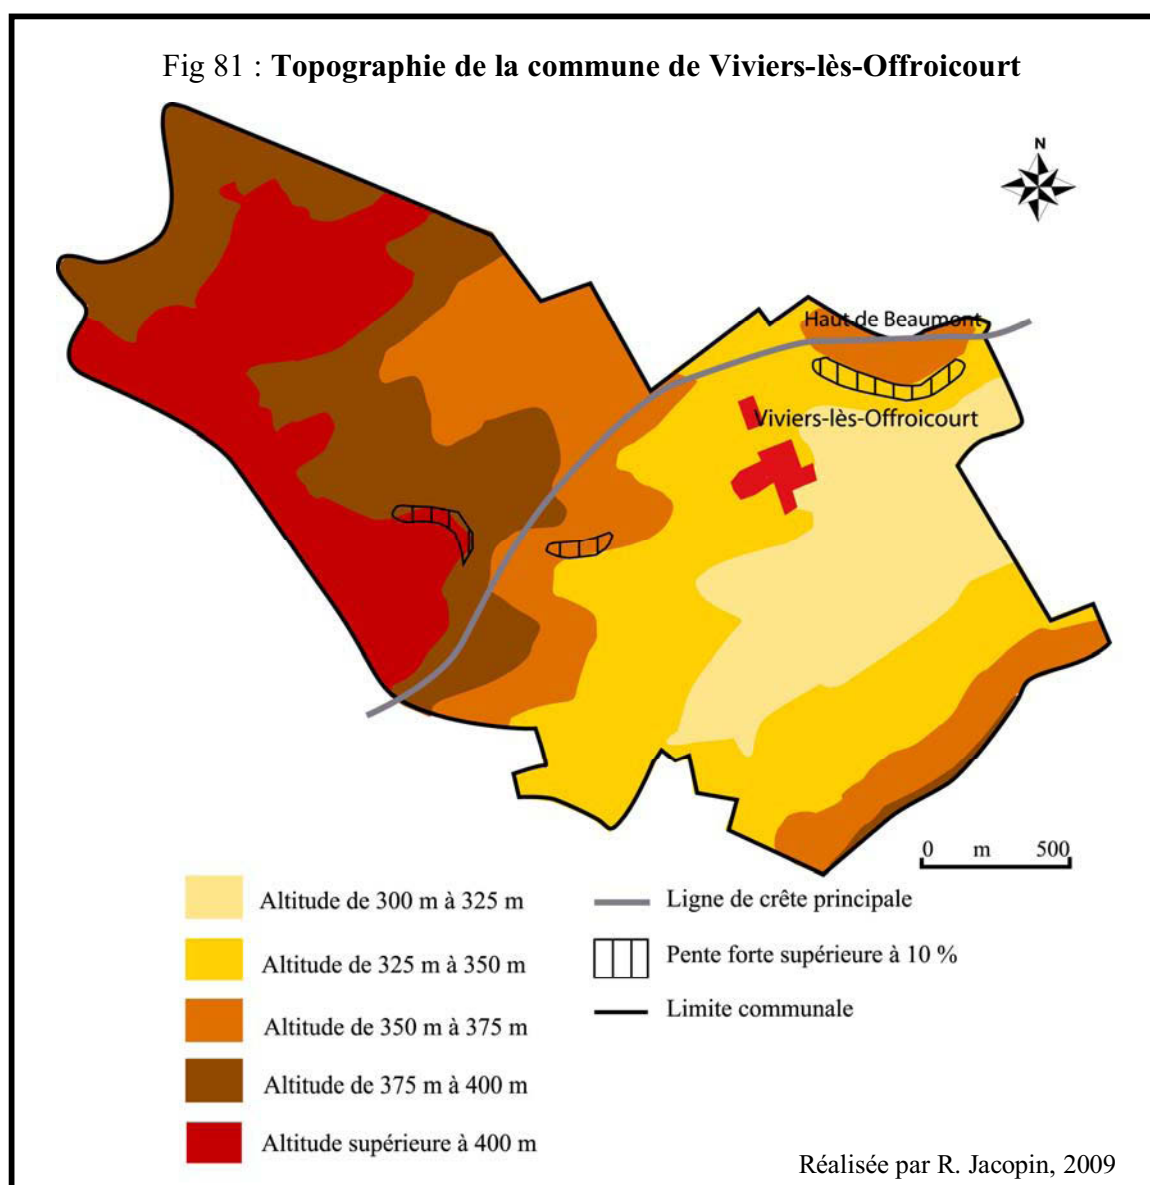 Fig 81 : Topographie de la commune de Viviers-lès-Offroicourt
N
Haut de Beaumont
Viviers-lès-Offroicourt
0 m 500
Altitude de 300 m à 325 m
Altitude de 325 m à 350 m
Altitude de 350 m à 375 m
Altitude de 375 m à 400 m
Altitude supérieure à 400 m
Ligne de crête principale
Pente forte supérieure à 10 %
Limite communale
Réalisée par R. Jacopin, 2009